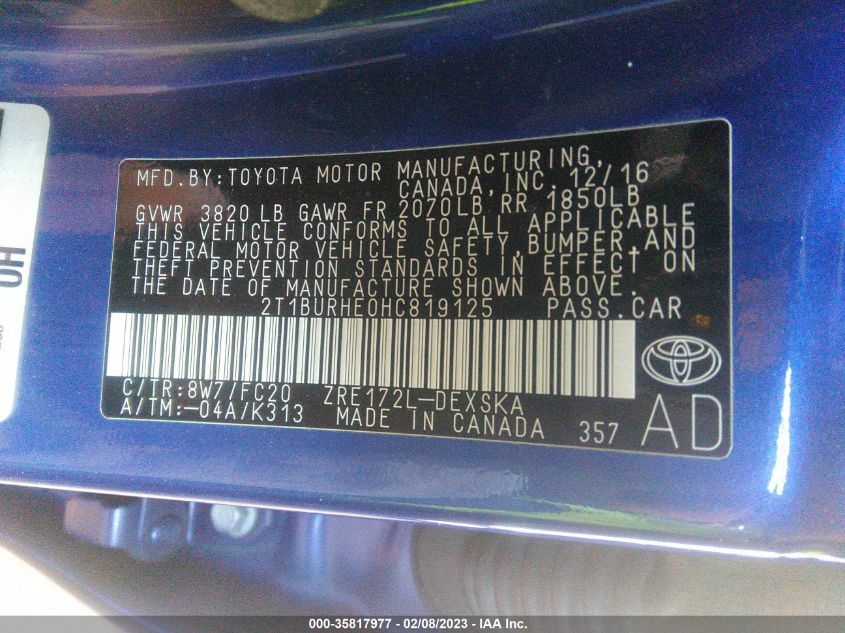 MFD.BY:TOYOTA MOTOR MANUFACTURING,
CANADA,INC. 12/16
GVWR 3820 LB GAWR FR 2070LB RR 1850LB
THIS VEHICLE CONFORMS TO ALL APPLICABLE
FEDERAL MOTOR VEHICLE SAFETY,BUMPER,AND
THEFT PREVENTION STANDARDS IN EFFECT ON
THE DATE OF MANUFACTURE SHOWN ABOVE.
2T1BURHE0HC819125 PASS.CAR
C/TR:8W7/FC20 ZRE172L-DEXSKA
A/TM:-04A/K313 MADE IN CANADA 357 AD
000-35817977 - 02/08/2023 - IAA Inc.